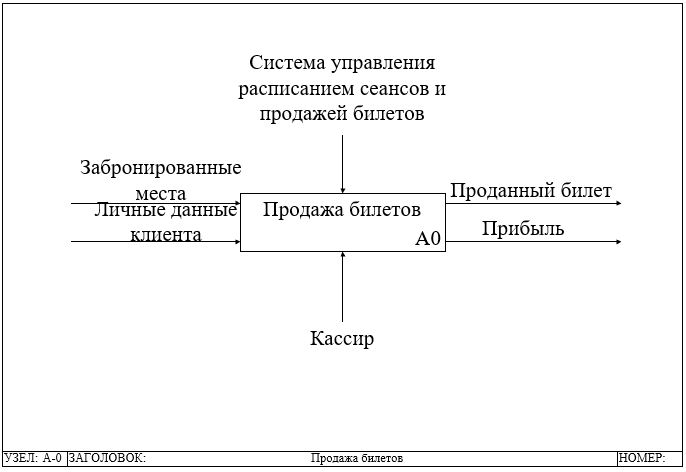 Система управления
расписанием сеансов и
продажей билетов
Забронированные
места
Личные данные
клиента
Продажа билетов
A0
Проданный билет
Прибыль
Кассир
УЗЕЛ: A-0
ЗАГОЛОВОК:
Продажа билетов
НОМЕР: